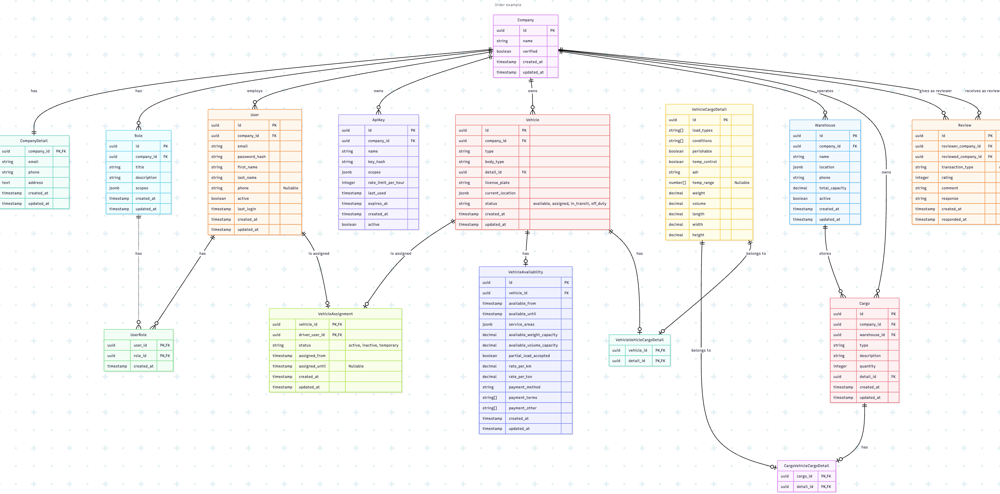 Order example
Company
uuid id PK
string name
boolean verified
timestamp created_at
timestamp updated_at
has
has
employs
owns
owns
operates
gives as reviewer
receives as
CompanyDetail
uuid company_id PK,FK
string email
string phone
text address
timestamp created_at
timestamp updated_at
Role
uuid id PK
uuid company_id FK
string title
string description
jsonb scopes
timestamp created_at
timestamp updated_at
User
uuid id PK
uuid company_id FK
string email
string password_hash
string first_name
string last_name
string phone Nullable
boolean active
timestamp last_login
timestamp created_at
timestamp updated_at
ApiKey
uuid id PK
uuid company_id FK
string name
string key_hash
jsonb scopes
integer rate_limit_per_hour
timestamp last_used
timestamp expires_at
timestamp created_at
boolean active
Vehicle
uuid id PK
uuid company_id FK
string type
string body_type
uuid detail_id FK
string license_plate
jsonb current_location
string status available, assigned, in_transit, off_duty
timestamp created_at
timestamp updated_at
VehicleCargoDetail
uuid id PK
string[] load_types
string[] conditions
boolean perishable
boolean temp_control
string adr
number[] temp_range Nullable
decimal weight
decimal volume
decimal length
decimal width
decimal height
Warehouse
uuid id PK
uuid company_id FK
string name
jsonb location
string phone
decimal total_capacity
boolean active
timestamp created_at
timestamp updated_at
owns
Review
uuid id PK
uuid reviewer_company_id FK
uuid reviewed_company_id FK
string transaction_type
integer rating
string comment
string response
timestamp created_at
timestamp responded_at
has
has
is assigned
is assigned
has
has
belongs to
stores
UserRole
uuid user_id PK,FK
uuid role_id PK,FK
timestamp created_at
VehicleAssignment
uuid vehicle_id PK,FK
uuid driver_user_id PK,FK
string status active, inactive, temporary
timestamp assigned_from
timestamp assigned_until Nullable
timestamp created_at
timestamp updated_at
VehicleAvailability
uuid id PK
uuid vehicle_id FK
timestamp available_from
timestamp available_until
jsonb service_areas
decimal available_weight_capacity
decimal available_volume_capacity
boolean partial_load_accepted
decimal rate_per_km
decimal rate_per_ton
string payment_method
string[] payment_terms
string[] payment_other
timestamp created_at
timestamp updated_at
VehicleVehicleCargoDetail
uuid vehicle_id PK,FK
uuid detail_id PK,FK
belongs to
Cargo
uuid id PK
uuid company_id FK
uuid warehouse_id FK
string type
string description
integer quantity
uuid detail_id FK
timestamp created_at
timestamp updated_at
has
CargoVehicleCargoDetail
uuid cargo_id PK,FK
uuid detail_id PK,FK